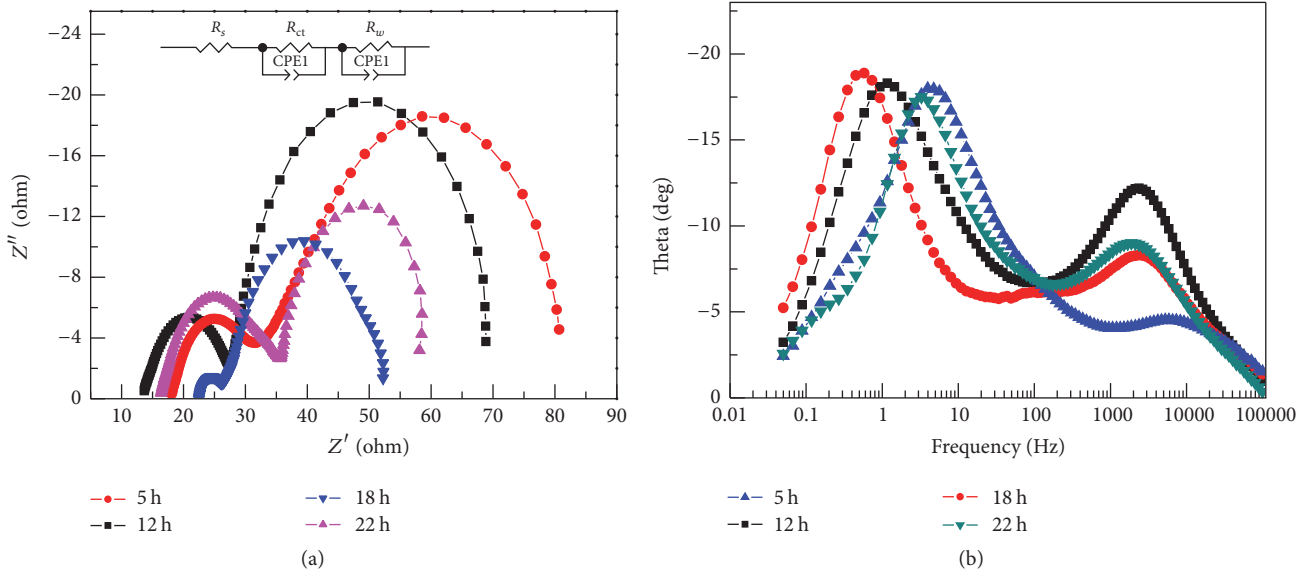 R_s
R_ct
R_w
CPE1
CPE1
−24
−20
−16
−12
−8
−4
0
Z″ (ohm)
10 20 30 40 50 60 70 80 90
Z′ (ohm)
5 h
18 h
12 h
22 h
(a)
−20
−15
−10
−5
0
Theta (deg)
0.01 0.1 1 10 100 1000 10000 100000
Frequency (Hz)
5 h
18 h
12 h
22 h
(b)